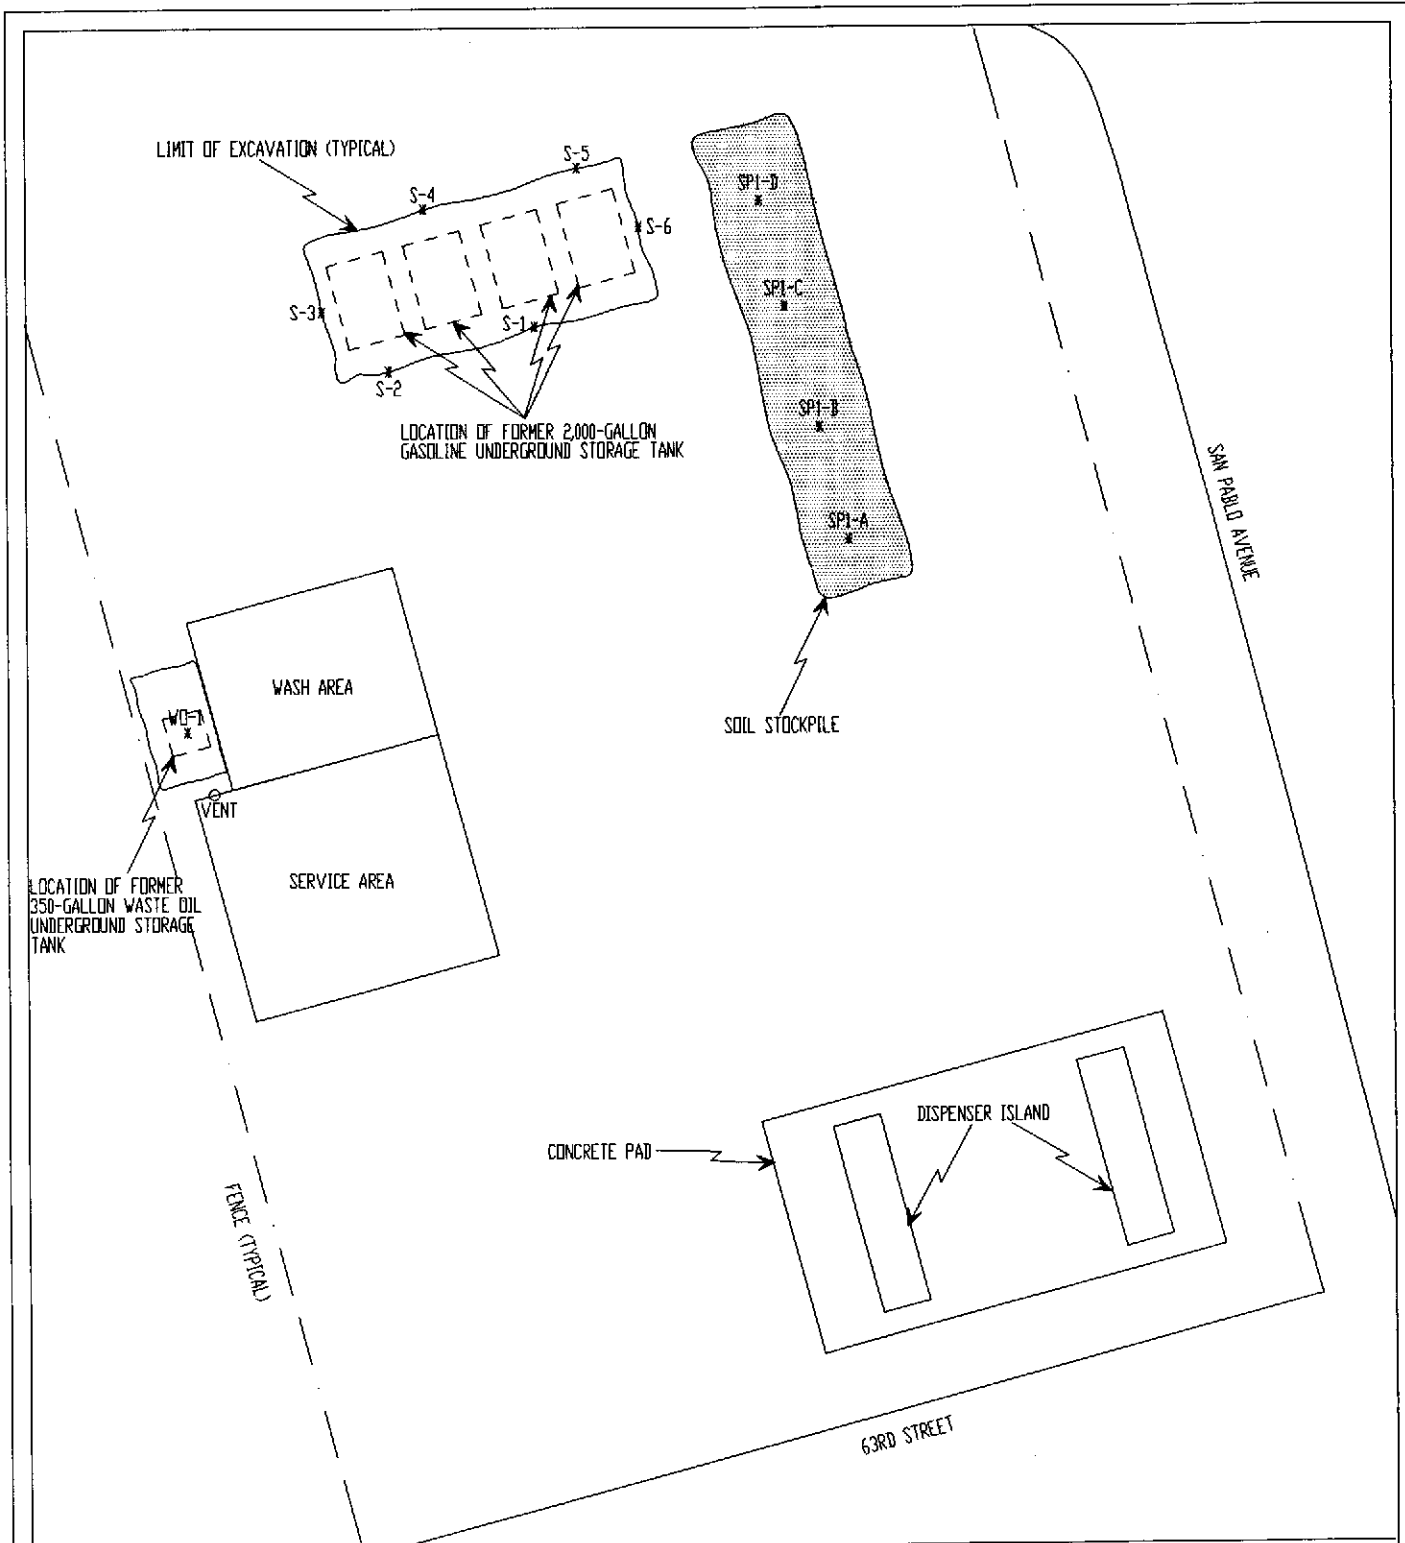 LIMIT OF EXCAVATION (TYPICAL)
S-5
S-4
S-6
S-3
S-1
S-2
LOCATION OF FORMER 2,000-GALLON
GASOLINE UNDERGROUND STORAGE TANK
SP1-D
SP1-C
SP1-B
SP1-A
SAN PABLO AVENUE
SOIL STOCKPILE
WASH AREA
WO-1
VENT
SERVICE AREA
LOCATION OF FORMER
350-GALLON WASTE OIL
UNDERGROUND STORAGE
TANK
DISPENSER ISLAND
CONCRETE PAD
FENCE (TYPICAL)
63RD STREET